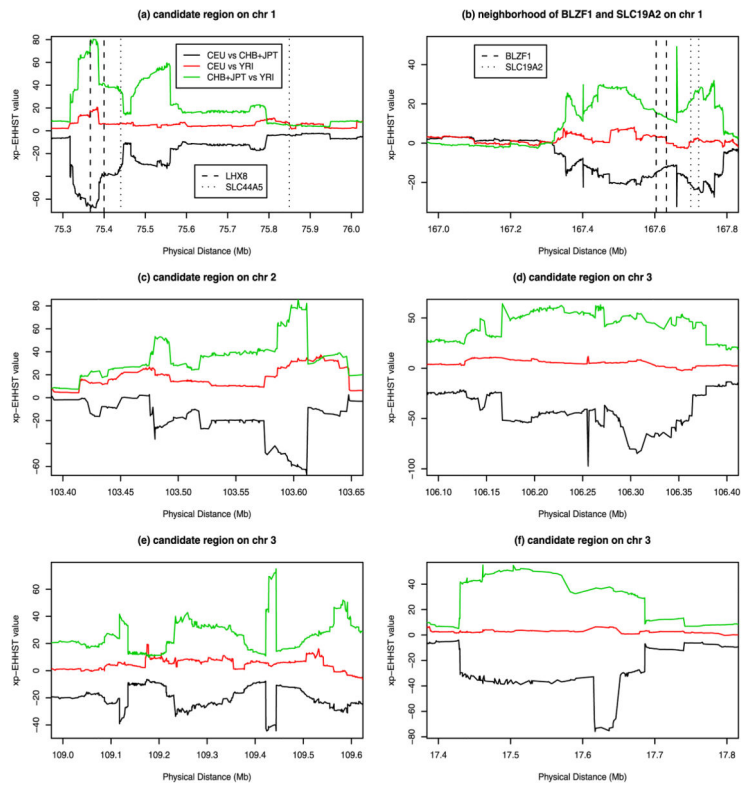 (a) candidate region on chr 1
xp−EHHST value
80
60
40
20
0
−20
−60
CEU vs CHB+JPT
CEU vs YRI
CHB+JPT vs YRI
LHX8
SLC44A5
75.3 75.4 75.5 75.6 75.7 75.8 75.9 76.0
Physical Distance (Mb)
(b) neighborhood of BLZF1 and SLC19A2 on chr 1
xp−EHHST value
40
20
0
−20
BLZF1
SLC19A2
167.0 167.2 167.4 167.6 167.8
Physical Distance (Mb)
(c) candidate region on chr 2
xp−EHHST value
80
60
40
20
0
−20
−60
103.40 103.45 103.50 103.55 103.60 103.65
Physical Distance (Mb)
(d) candidate region on chr 3
xp−EHHST value
50
0
−50
−100
106.10 106.15 106.20 106.25 106.30 106.35 106.40
Physical Distance (Mb)
(e) candidate region on chr 3
xp−EHHST value
80
60
40
20
0
−20
−40
109.0 109.1 109.2 109.3 109.4 109.5 109.6
Physical Distance (Mb)
(f) candidate region on chr 3
xp−EHHST value
40
20
0
−20
−40
−60
−80
17.4 17.5 17.6 17.7 17.8
Physical Distance (Mb)